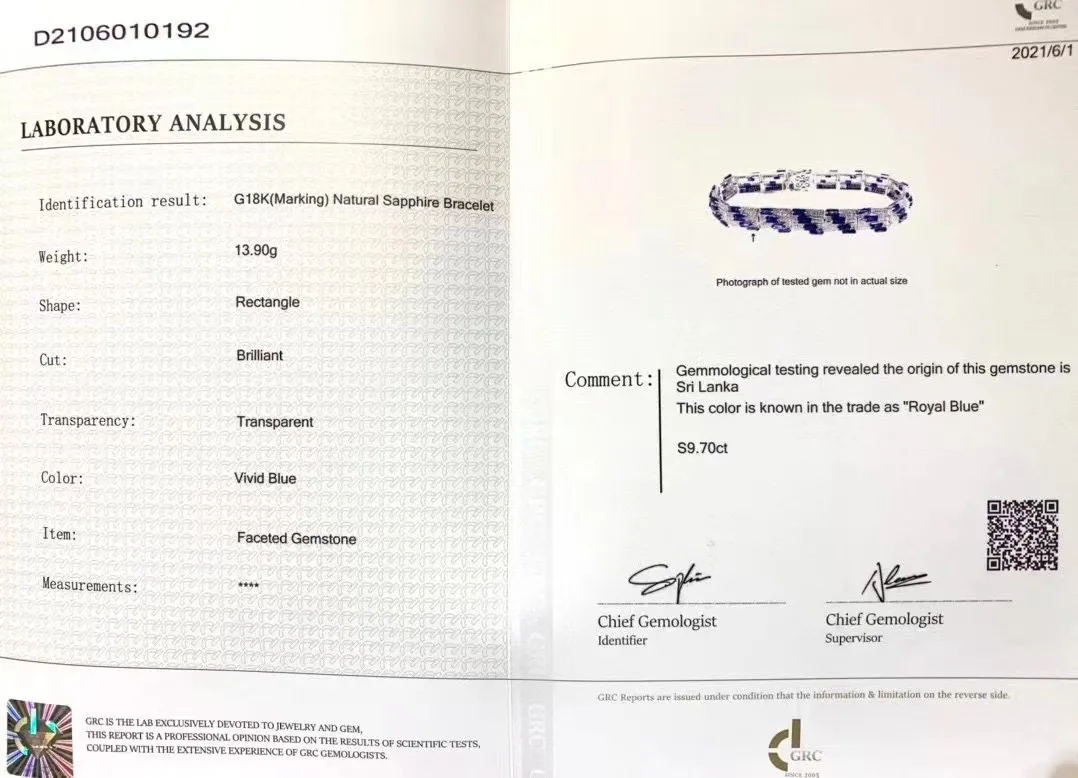 D2106010192
LABORATORY ANALYSIS
Identification result: G18K(Marking) Natural Sapphire Bracelet
Weight: 13.90g
Shape: Rectangle
Cut: Brilliant
Transparency: Transparent
Color: Vivid Blue
Item: Faceted Gemstone
Measurements: ****
GRC IS THE LAB EXCLUSIVELY DEVOTED TO JEWELRY AND GEM,
THIS REPORT IS A PROFESSIONAL OPINION BASED ON THE RESULTS OF SCIENTIFIC TESTS,
COUPLED WITH THE EXTENSIVE EXPERIENCE OF GRC GEMOLOGISTS.
GRC
SINCE 2005
2021/6/1
Photograph of tested gem not in actual size
Comment: Gemmological testing revealed the origin of this gemstone is
Sri Lanka
This color is known in the trade as "Royal Blue"
S9.70ct
Chief Gemologist
Identifier
Chief Gemologist
Supervisor
GRC Reports are issued under condition that the information & limitation on the reverse side.
GRC
SINCE 2005